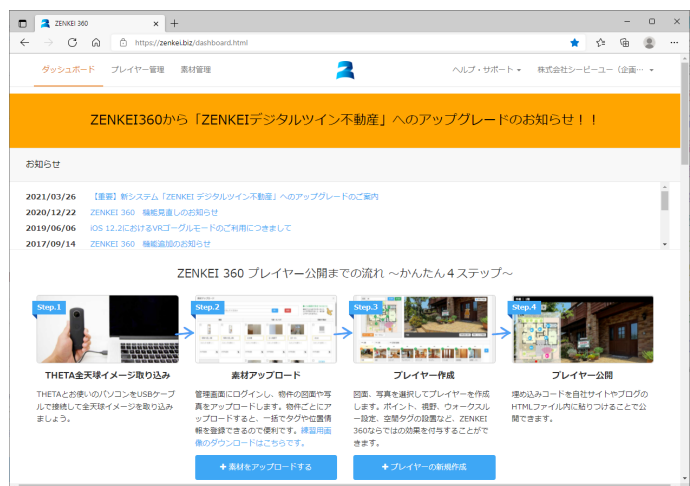 ZENKEI 360
https://zenkei.biz/dashboard.html
ダッシュボード プレイヤー管理 素材管理 ヘルプ・サポート 株式会社シーピーユー（企画…
ZENKEI360から「ZENKEIデジタルツイン不動産」へのアップグレードのお知らせ！！
お知らせ
2021/03/26 【重要】新システム「ZENKEI デジタルツイン不動産」へのアップグレードのご案内
2020/12/22 ZENKEI 360 機能見直しのお知らせ
2019/06/06 iOS 12.2におけるVRゴーグルモードのご利用につきまして
2017/09/14 ZENKEI 360 機能追加のお知らせ
ZENKEI 360 プレイヤー公開までの流れ ～かんたん４ステップ～
Step.1
THETA全天球イメージ取り込み
THETAとお使いのパソコンをUSBケーブ
ルで接続して全天球イメージを取り込み
ましょう。
Step.2
素材アップロード
管理画面にログインし、物件の図面や写
真をアップロードします。物件ごとにア
ップロードすると、一括でタグや位置情
報を登録できるので便利です。練習用画
像のダウンロードはこちらです。
+ 素材をアップロードする
Step.3
プレイヤー作成
図面、写真を選択してプレイヤーを作成
します。ポイント、視野、ウォークスル
ー設定、空間タグの設置など、ZENKEI
360ならではの効果を付与することがで
きます。
+ プレイヤーの新規作成
Step.4
プレイヤー公開
埋め込みコードを自社サイトやブログの
HTMLファイル内に貼りつけることで公
開できます。